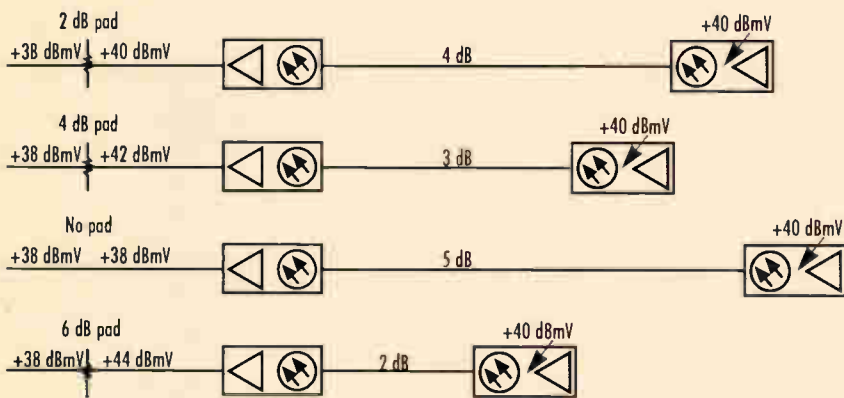 2 dB pad
+38 dBmV +40 dBmV
4 dB
+40 dBmV
4 dB pad
+38 dBmV +42 dBmV
3 dB
+40 dBmV
No pad
+38 dBmV +38 dBmV
5 dB
+40 dBmV
6 dB pad
+38 dBmV +44 dBmV
2 dB
+40 dBmV